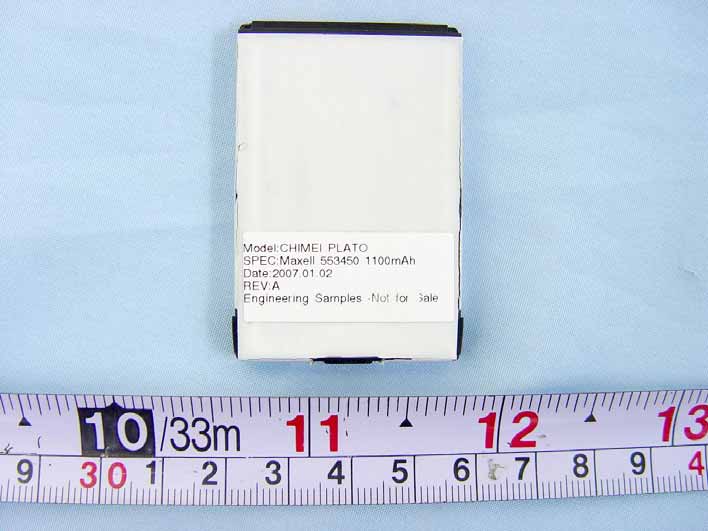 Model:CHIMEI PLATO
SPEC:Maxell 553450 1100mAh
Date:2007.01.02
REV:A
Engineering Samples -Not for Sale
10/33m 11 12 13
9 30 1 2 3 4 5 6 7 8 9 4